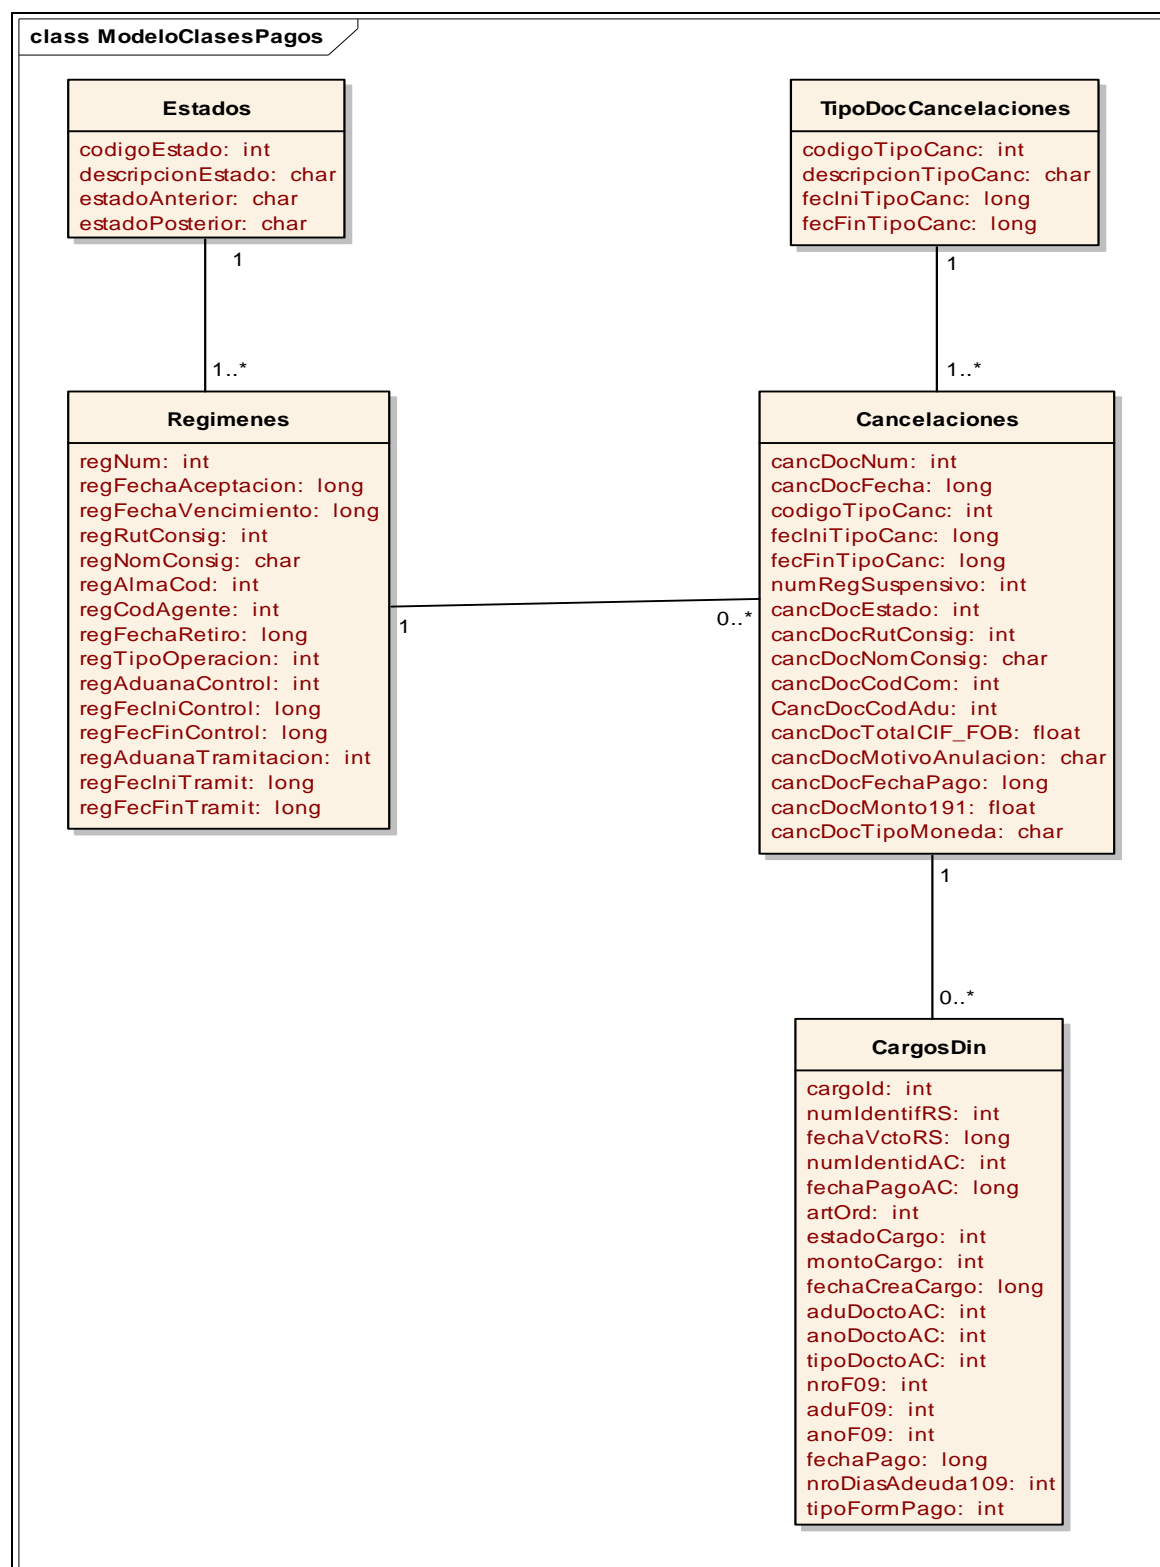 class ModeloClasesPagos
Estados
codigoEstado: int
descripcionEstado: char
estadoAnterior: char
estadoPosterior: char
1
1..*
TipoDocCancelaciones
codigoTipoCanc: int
descripcionTipoCanc: char
fecIniTipoCanc: long
fecFinTipoCanc: long
1
1..*
Regimenes
regNum: int
regFechaAceptacion: long
regFechaVencimiento: long
regRutConsig: int
regNomConsig: char
regAlmaCod: int
regCodAgente: int
regFechaRetiro: long
regTipoOperacion: int
regAduanaControl: int
regFecIniControl: long
regFecFinControl: long
regAduanaTramitacion: int
regFecIniTramit: long
regFecFinTramit: long
1
0..*
Cancelaciones
cancDocNum: int
cancDocFecha: long
codigoTipoCanc: int
fecIniTipoCanc: long
fecFinTipoCanc: long
numRegSuspensivo: int
cancDocEstado: int
cancDocRutConsig: int
cancDocNomConsig: char
cancDocCodCom: int
CancDocCodAdu: int
cancDocTotalCIF_FOB: float
cancDocMotivoAnulacion: char
cancDocFechaPago: long
cancDocMonto191: float
cancDocTipoMoneda: char
1
0..*
CargosDin
cargoId: int
numIdentifRS: int
fechaVctoRS: long
numIdentidAC: int
fechaPagoAC: long
artOrd: int
estadoCargo: int
montoCargo: int
fechaCreaCargo: long
aduDoctoAC: int
anoDoctoAC: int
tipoDoctoAC: int
nroF09: int
aduF09: int
anoF09: int
fechaPago: long
nroDiasAdeuda109: int
tipoFormPago: int